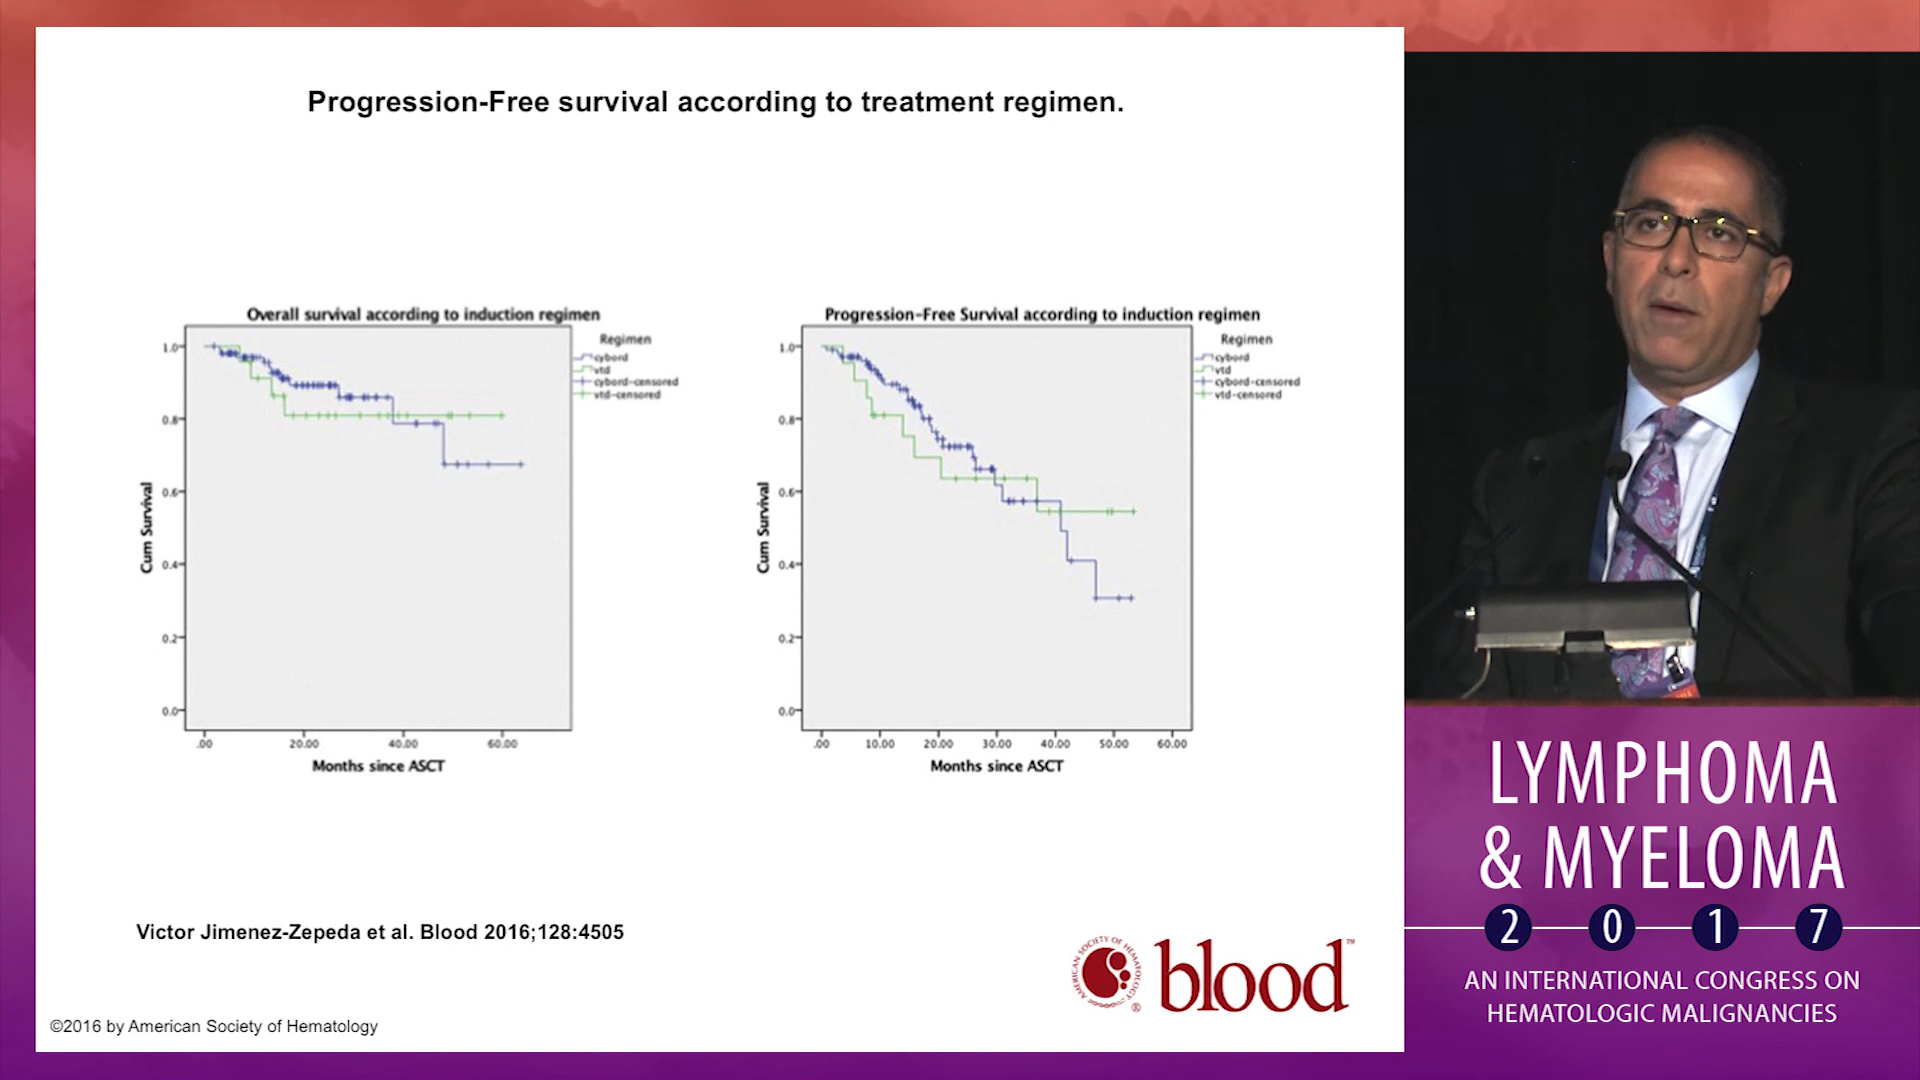 Progression-Free survival according to treatment regimen.
Overall survival according to induction regimen
Regimen
cybord
vtd
cybord-censored
vtd-censored
1.0
0.8
0.6
0.4
0.2
0.0
Cum Survival
.00 20.00 40.00 60.00
Months since ASCT
Progression-Free Survival according to induction regimen
Regimen
cybord
vtd
cybord-censored
vtd-censored
1.0
0.8
0.6
0.4
0.2
0.0
Cum Survival
.00 10.00 20.00 30.00 40.00 50.00 60.00
Months since ASCT
Victor Jimenez-Zepeda et al. Blood 2016;128:4505
AMERICAN SOCIETY OF HEMATOLOGY
®
blood™
©2016 by American Society of Hematology
LYMPHOMA
& MYELOMA
2 0 1 7
AN INTERNATIONAL CONGRESS ON
HEMATOLOGIC MALIGNANCIES